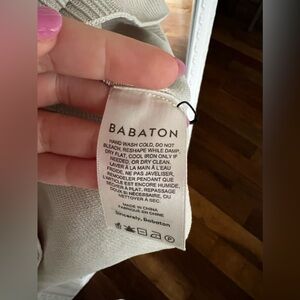 BABATON
HAND WASH COLD, DO NOT
BLEACH, RESHAPE WHILE DAMP,
DRY FLAT, COOL IRON ONLY IF
NEEDED, OR DRY CLEAN.
LAVER À LA MAIN À L'EAU
FROIDE, NE PAS JAVELISER,
REMODELER PENDANT QUE
L'ARTICLE EST ENCORE HUMIDE,
SÉCHER À PLAT, REPASSAGE
DOUX SI NÉCESSAIRE, OU
NETTOYER À SEC.
MADE IN CHINA
FABRIQUÉ EN CHINE
Sincerely, Babaton